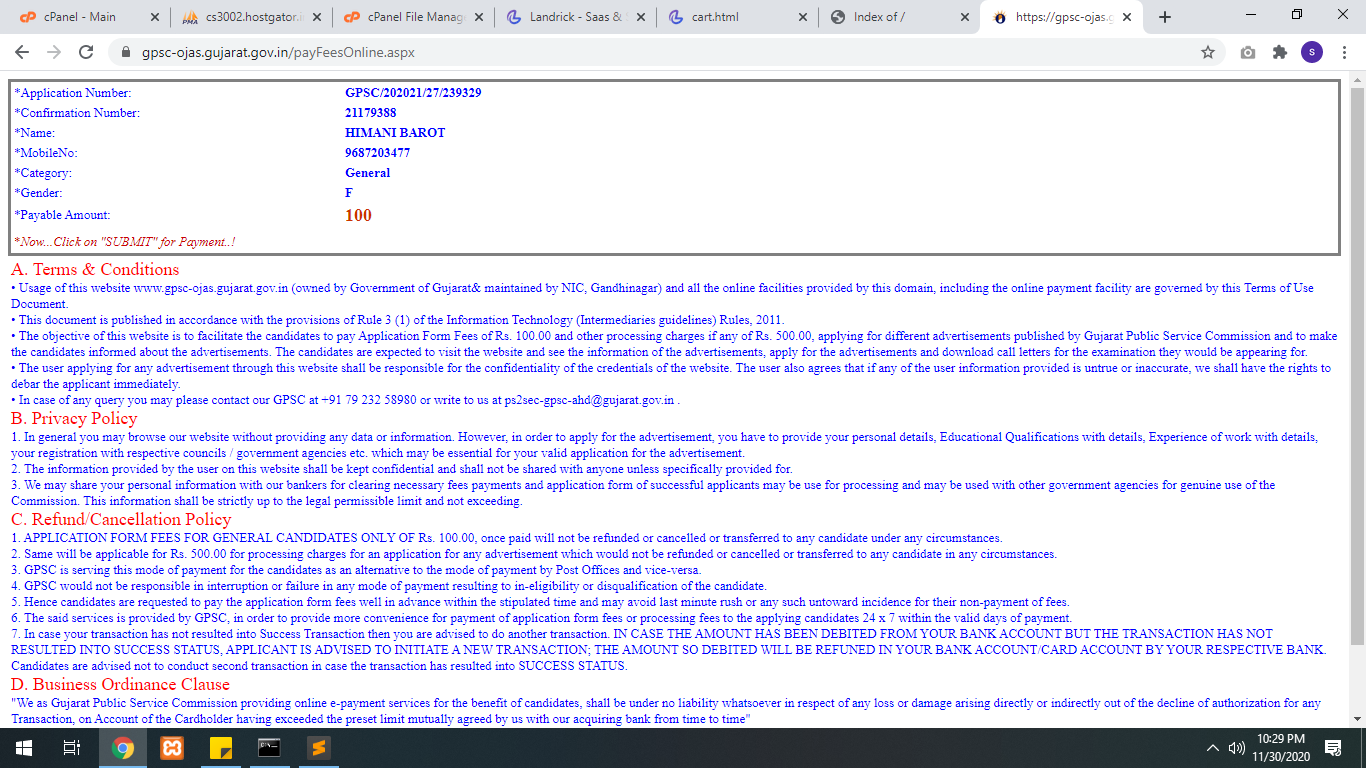 cPanel - Main
cs3002.hostgator.i
cPanel File Manag
Landrick - Saas & S
cart.html
Index of /
https://gpsc-ojas.g
gpsc-ojas.gujarat.gov.in/payFeesOnline.aspx
S
*Application Number: GPSC/202021/27/239329
*Confirmation Number: 21179388
*Name: HIMANI BAROT
*MobileNo: 9687203477
*Category: General
*Gender: F
*Payable Amount: 100
*Now...Click on "SUBMIT" for Payment..!
A. Terms & Conditions
• Usage of this website www.gpsc-ojas.gujarat.gov.in (owned by Government of Gujarat& maintained by NIC, Gandhinagar) and all the online facilities provided by this domain, including the online payment facility are governed by this Terms of Use
Document.
• This document is published in accordance with the provisions of Rule 3 (1) of the Information Technology (Intermediaries guidelines) Rules, 2011.
• The objective of this website is to facilitate the candidates to pay Application Form Fees of Rs. 100.00 and other processing charges if any of Rs. 500.00, applying for different advertisements published by Gujarat Public Service Commission and to make
the candidates informed about the advertisements. The candidates are expected to visit the website and see the information of the advertisements, apply for the advertisements and download call letters for the examination they would be appearing for.
• The user applying for any advertisement through this website shall be responsible for the confidentiality of the credentials of the website. The user also agrees that if any of the user information provided is untrue or inaccurate, we shall have the rights to
debar the applicant immediately.
• In case of any query you may please contact our GPSC at +91 79 232 58980 or write to us at ps2sec-gpsc-ahd@gujarat.gov.in .
B. Privacy Policy
1. In general you may browse our website without providing any data or information. However, in order to apply for the advertisement, you have to provide your personal details, Educational Qualifications with details, Experience of work with details,
your registration with respective councils / government agencies etc. which may be essential for your valid application for the advertisement.
2. The information provided by the user on this website shall be kept confidential and shall not be shared with anyone unless specifically provided for.
3. We may share your personal information with our bankers for clearing necessary fees payments and application form of successful applicants may be use for processing and may be used with other government agencies for genuine use of the
Commission. This information shall be strictly up to the legal permissible limit and not exceeding.
C. Refund/Cancellation Policy
1. APPLICATION FORM FEES FOR GENERAL CANDIDATES ONLY OF Rs. 100.00, once paid will not be refunded or cancelled or transferred to any candidate under any circumstances.
2. Same will be applicable for Rs. 500.00 for processing charges for an application for any advertisement which would not be refunded or cancelled or transferred to any candidate in any circumstances.
3. GPSC is serving this mode of payment for the candidates as an alternative to the mode of payment by Post Offices and vice-versa.
4. GPSC would not be responsible in interruption or failure in any mode of payment resulting to in-eligibility or disqualification of the candidate.
5. Hence candidates are requested to pay the application form fees well in advance within the stipulated time and may avoid last minute rush or any such untoward incidence for their non-payment of fees.
6. The said services is provided by GPSC, in order to provide more convenience for payment of application form fees or processing fees to the applying candidates 24 x 7 within the valid days of payment.
7. In case your transaction has not resulted into Success Transaction then you are advised to do another transaction. IN CASE THE AMOUNT HAS BEEN DEBITED FROM YOUR BANK ACCOUNT BUT THE TRANSACTION HAS NOT
RESULTED INTO SUCCESS STATUS, APPLICANT IS ADVISED TO INITIATE A NEW TRANSACTION; THE AMOUNT SO DEBITED WILL BE REFUNED IN YOUR BANK ACCOUNT/CARD ACCOUNT BY YOUR RESPECTIVE BANK.
Candidates are advised not to conduct second transaction in case the transaction has resulted into SUCCESS STATUS.
D. Business Ordinance Clause
"We as Gujarat Public Service Commission providing online e-payment services for the benefit of candidates, shall be under no liability whatsoever in respect of any loss or damage arising directly or indirectly out of the decline of authorization for any
Transaction, on Account of the Cardholder having exceeded the preset limit mutually agreed by us with our acquiring bank from time to time"
10:29 PM
11/30/2020